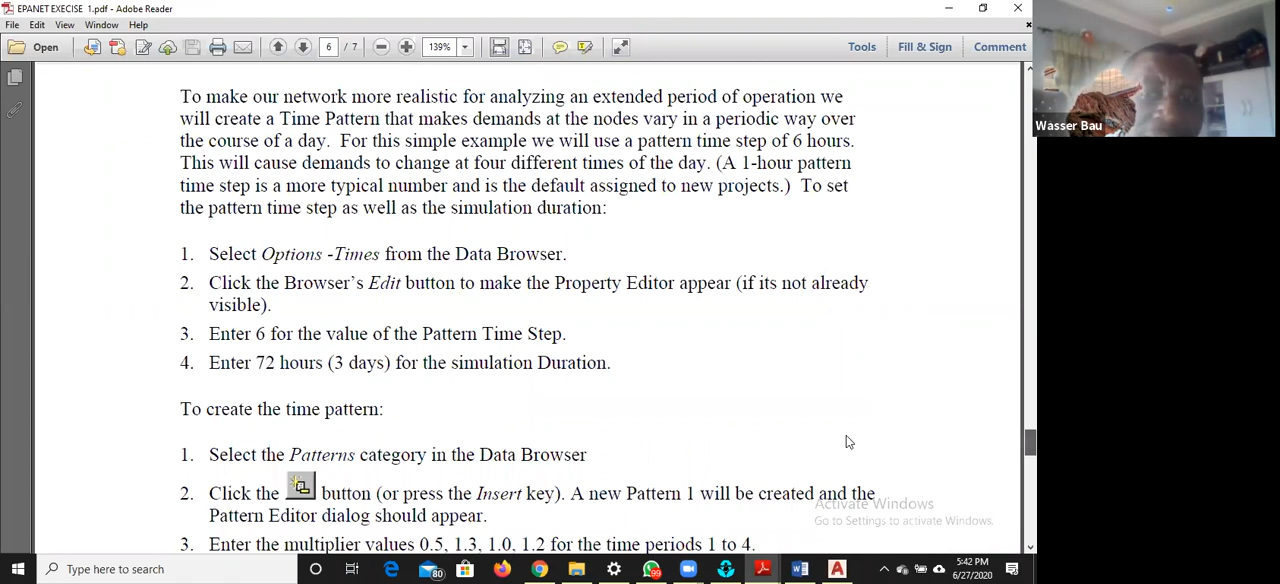 EPANET EXECISE 1.pdf - Adobe Reader
File Edit View Window Help
Open 6 / 7 139% Tools Fill & Sign Comment
To make our network more realistic for analyzing an extended period of operation we
will create a Time Pattern that makes demands at the nodes vary in a periodic way over
the course of a day. For this simple example we will use a pattern time step of 6 hours.
This will cause demands to change at four different times of the day. (A 1-hour pattern
time step is a more typical number and is the default assigned to new projects.) To set
the pattern time step as well as the simulation duration:
1. Select Options -Times from the Data Browser.
2. Click the Browser's Edit button to make the Property Editor appear (if its not already
visible).
3. Enter 6 for the value of the Pattern Time Step.
4. Enter 72 hours (3 days) for the simulation Duration.
To create the time pattern:
1. Select the Patterns category in the Data Browser
2. Click the button (or press the Insert key). A new Pattern 1 will be created and the
Pattern Editor dialog should appear.
3. Enter the multiplier values 0.5, 1.3, 1.0, 1.2 for the time periods 1 to 4.
Activate Windows
Go to Settings to activate Windows.
Wasser Bau
Type here to search
80
99
5:42 PM
6/27/2020